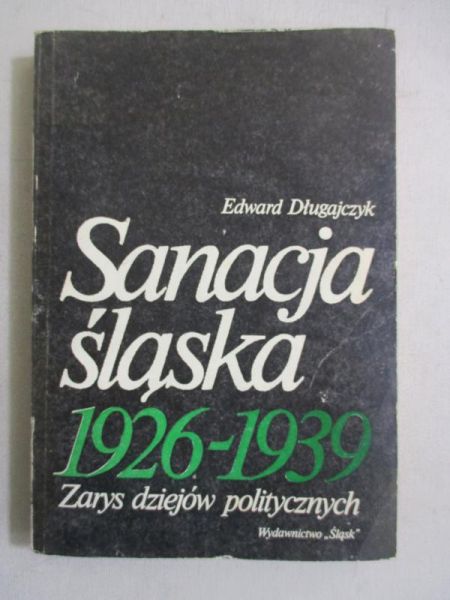 Edward Długajczyk
Sanacja
śląska
1926-1939
Zarys dziejów politycznych
Wydawnictwo „Śląsk”